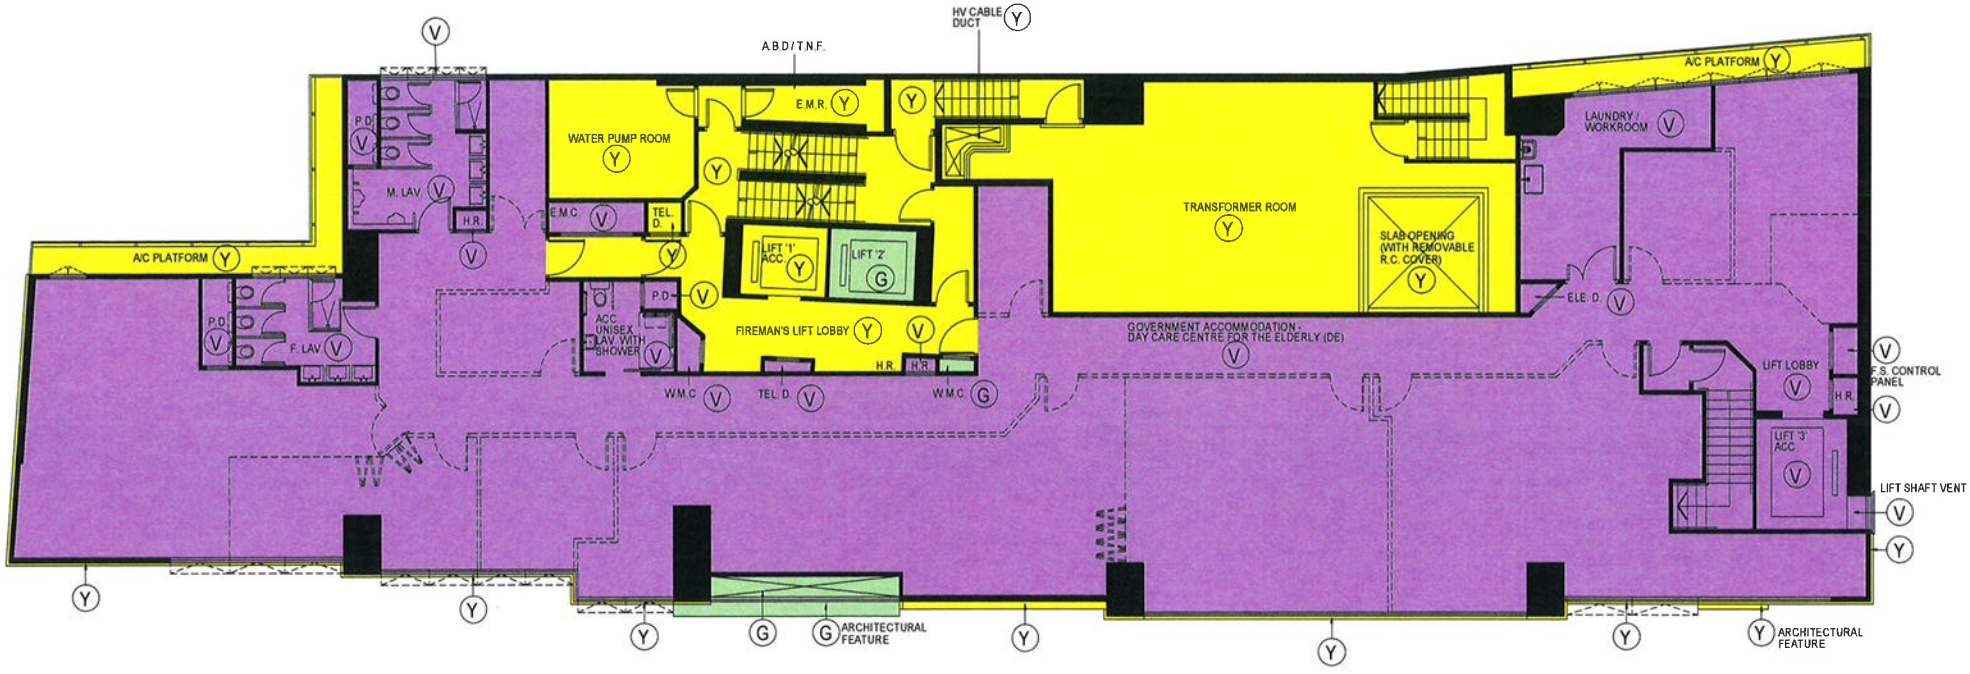 HV CABLE
DUCT
Y
V
A.B.D / T.N.F.
A/C PLATFORM
Y
P.D.
V
E.M.R.
Y
Y
LAUNDRY /
WORKROOM
V
WATER PUMP ROOM
Y
M. LAV.
V
Y
H.R.
V
E.M.C.
V
TEL.
D.
Y
TRANSFORMER ROOM
Y
SLAB OPENING
(WITH REMOVABLE
R.C. COVER)
Y
A/C PLATFORM
Y
LIFT '1'
ACC.
Y
LIFT '2'
G
P.D.
V
ELE. D.
V
P.D.
V
F. LAV.
V
ACC.
UNISEX
LAV. WITH
SHOWER
V
FIREMAN'S LIFT LOBBY
Y
V
H.R.
H.R.
GOVERNMENT ACCOMMODATION -
DAY CARE CENTRE FOR THE ELDERLY (DE)
V
LIFT LOBBY
V
V
F.S. CONTROL
PANEL
H.R.
V
W.M.C
V
TEL. D.
V
W.M.C.
G
LIFT '3'
ACC.
V
LIFT SHAFT VENT
V
Y
Y
Y
Y
G
G
ARCHITECTURAL
FEATURE
Y
Y
Y
Y
ARCHITECTURAL
FEATURE